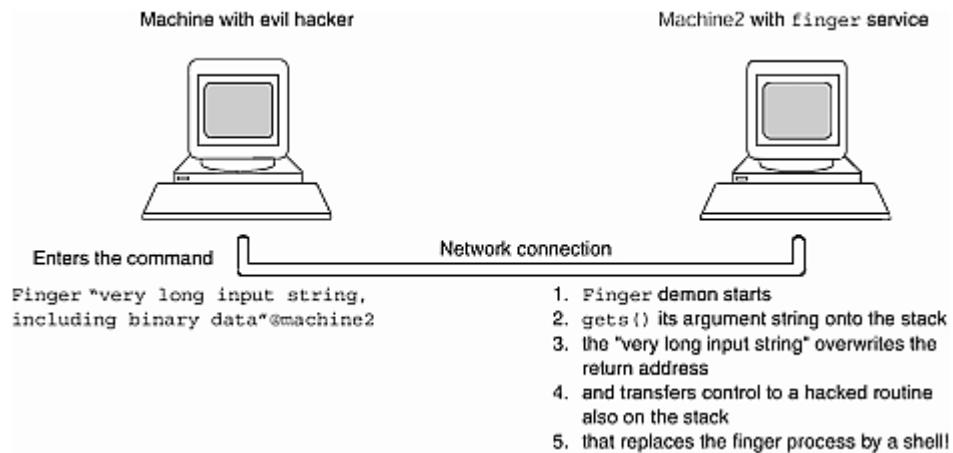 Machine with evil hacker
Machine2 with finger service
Network connection
Enters the command
Finger "very long input string,
including binary data"@machine2
1. Finger demon starts
2. gets() its argument string onto the stack
3. the "very long input string" overwrites the
return address
4. and transfers control to a hacked routine
also on the stack
5. that replaces the finger process by a shell!